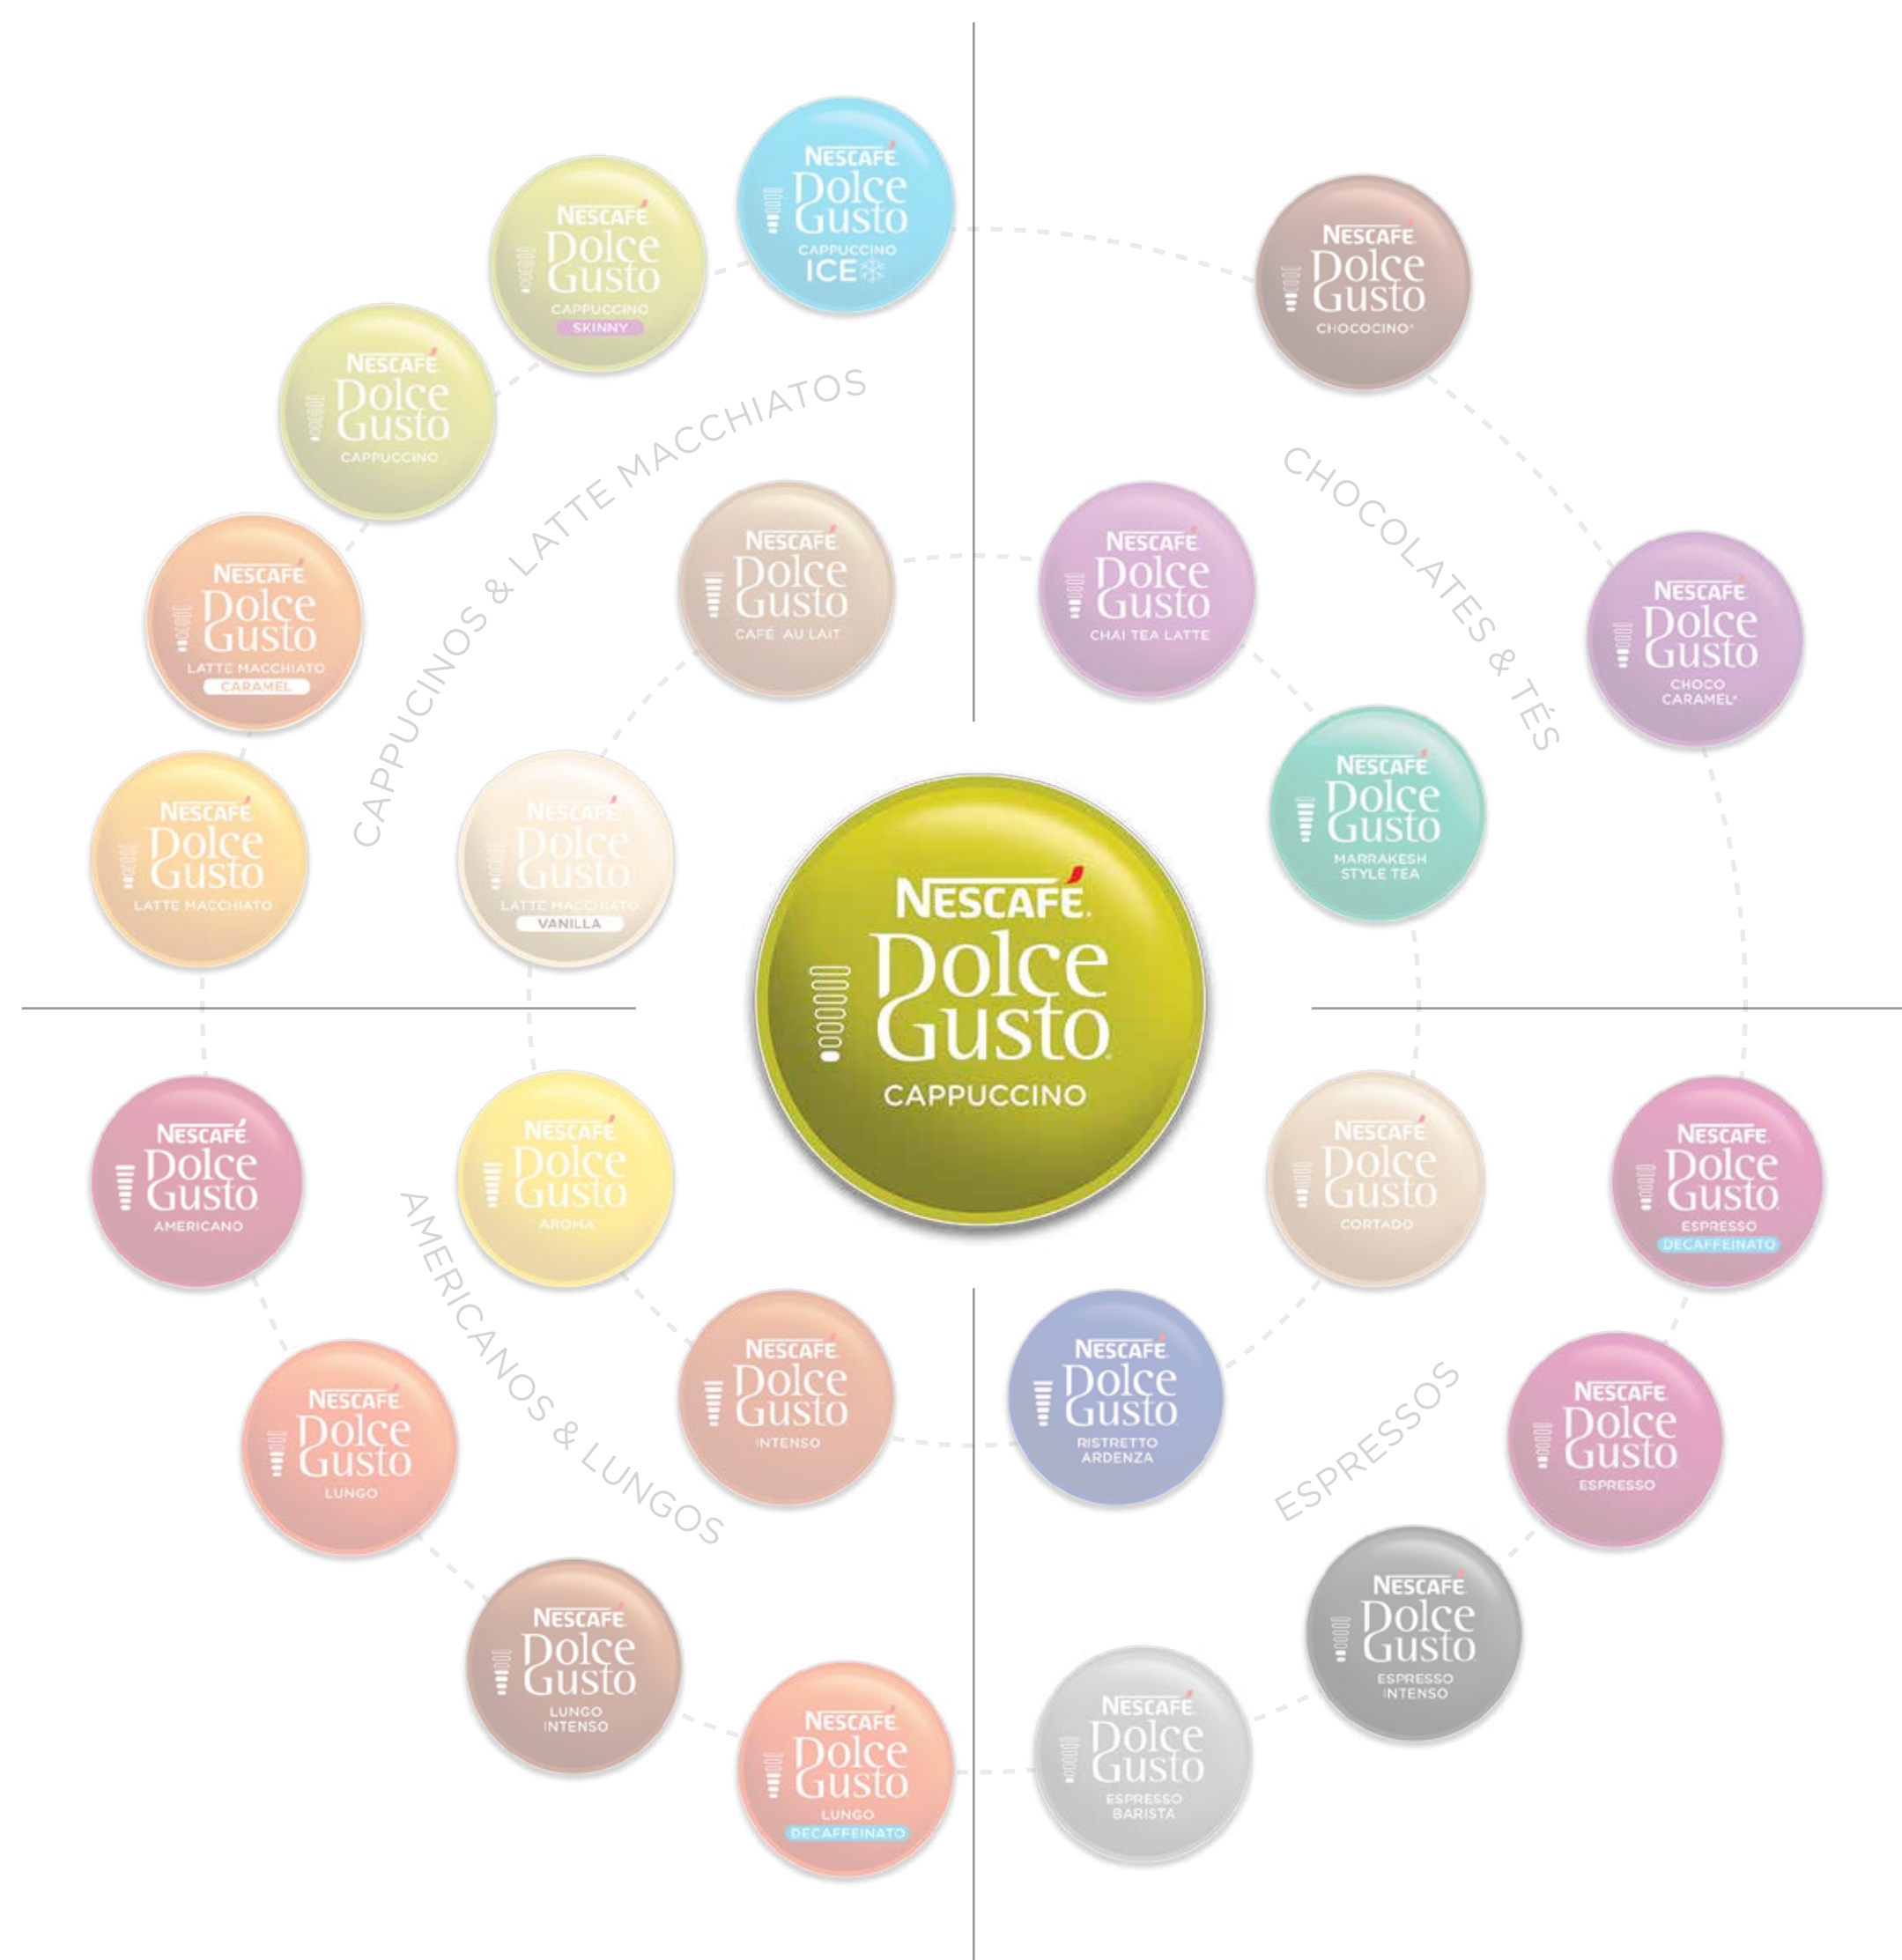 NESCAFÉ
Dolce
Gusto
CAPPUCCINO
ICE
NESCAFÉ
Dolce
Gusto
CAPPUCCINO
SKINNY
NESCAFÉ
Dolce
Gusto
CAPPUCCINO
NESCAFÉ
Dolce
Gusto
LATTE MACCHIATO
CARAMEL
NESCAFÉ
Dolce
Gusto
LATTE MACCHIATO
CAPPUCINOS & LATTE MACCHIATOS
NESCAFÉ
Dolce
Gusto
CAFÉ AU LAIT
NESCAFÉ
Dolce
Gusto
LATTE MACCHIATO
VANILLA
NESCAFÉ
Dolce
Gusto
CHOCOCINO*
NESCAFÉ
Dolce
Gusto
CHOCO
CARAMEL*
CHOCOLATES & TÉS
NESCAFÉ
Dolce
Gusto
CHAI TEA LATTE
NESCAFÉ
Dolce
Gusto
MARRAKESH
STYLE TEA
NESCAFÉ.
Dolce
Gusto
CAPPUCCINO
NESCAFÉ
Dolce
Gusto
AMERICANO
NESCAFÉ
Dolce
Gusto
AROMA
AMERICANOS & LUNGOS
NESCAFÉ
Dolce
Gusto
INTENSO
NESCAFÉ
Dolce
Gusto
LUNGO
NESCAFÉ
Dolce
Gusto
LUNGO
INTENSO
NESCAFÉ
Dolce
Gusto
LUNGO
DECAFFEINATO
NESCAFÉ
Dolce
Gusto
CORTADO
NESCAFÉ
Dolce
Gusto
ESPRESSO
DECAFFEINATO
NESCAFÉ
Dolce
Gusto
RISTRETTO
ARDENZA
ESPRESSOS
NESCAFÉ
Dolce
Gusto
ESPRESSO
NESCAFÉ
Dolce
Gusto
ESPRESSO
INTENSO
NESCAFÉ
Dolce
Gusto
ESPRESSO
BARISTA